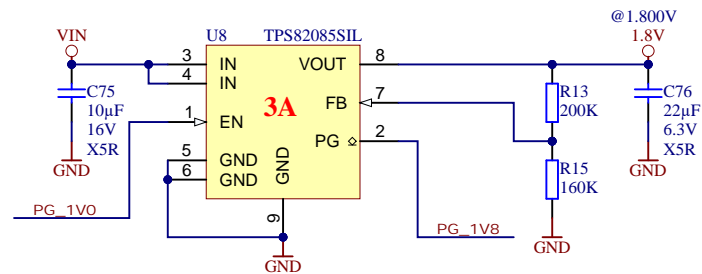 @1.800V
VIN
U8
TPS82085SIL
1.8V
3
IN
VOUT
8
4
IN
C75
10µF
16V
X5R
3A
FB
7
R13
200K
C76
22µF
6.3V
X5R
1
EN
PG
2
5
GND
6
GND
GND
R15
160K
GND
GND
9
PG_1V0
PG_1V8
GND
GND